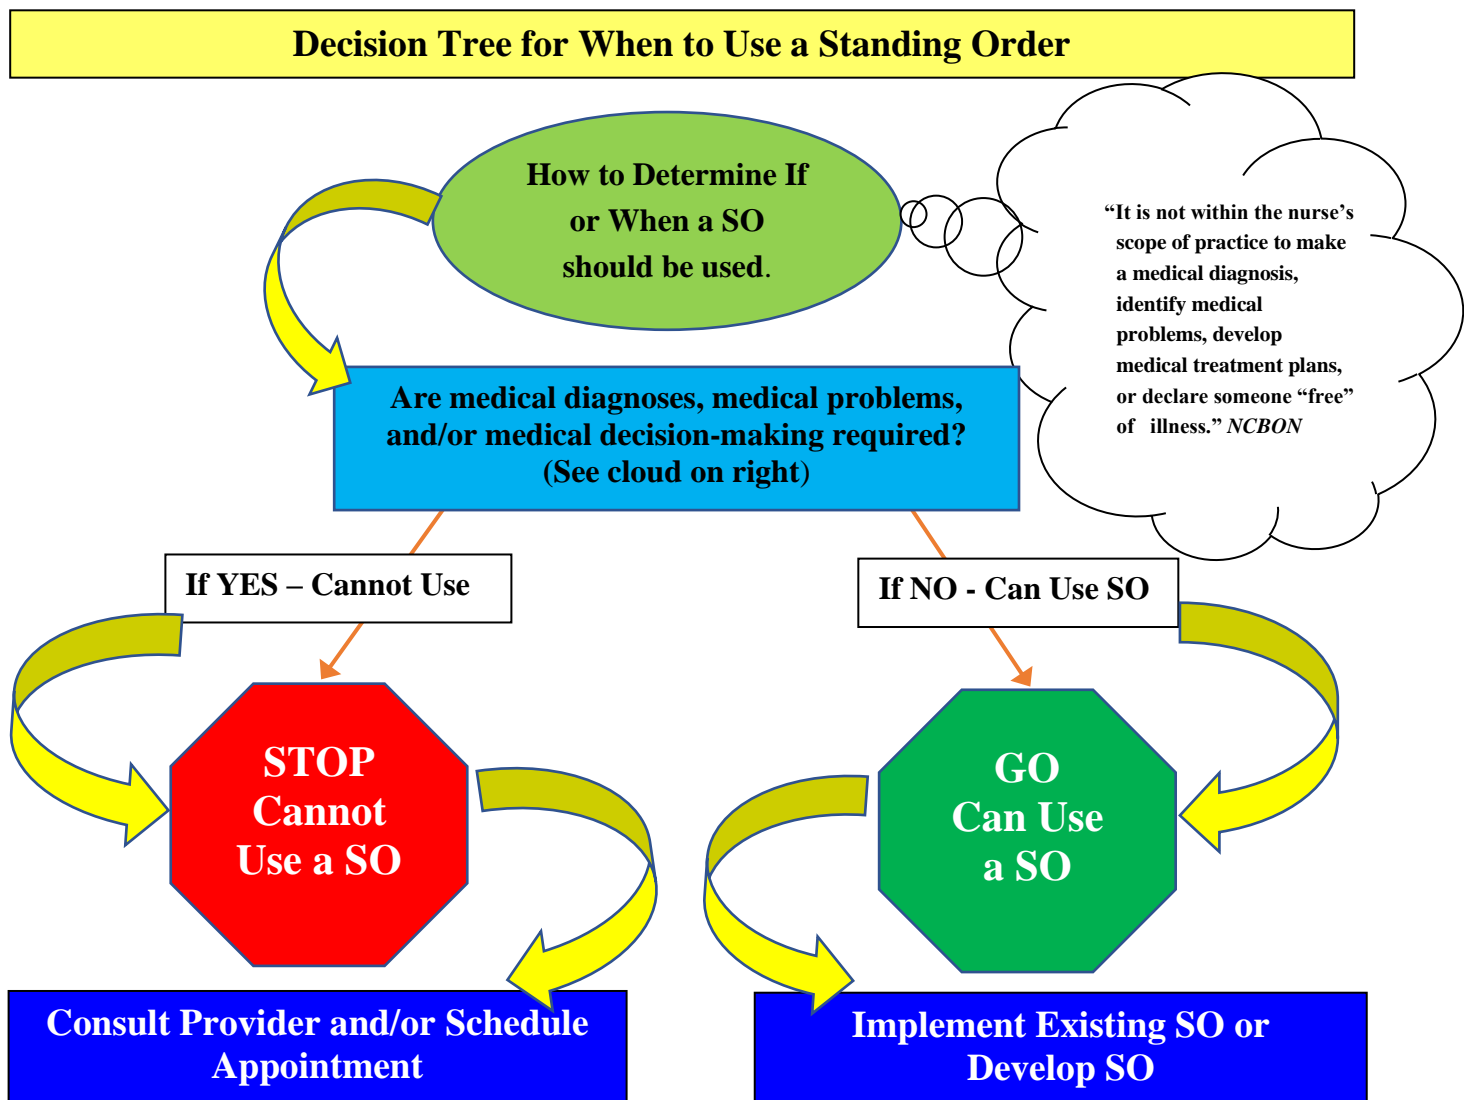 Decision Tree for When to Use a Standing Order
How to Determine If
or When a SO
should be used.
“It is not within the nurse’s
scope of practice to make
a medical diagnosis,
identify medical
problems, develop
medical treatment plans,
or declare someone “free”
of illness.” NCBON
Are medical diagnoses, medical problems,
and/or medical decision-making required?
(See cloud on right)
If YES – Cannot Use
If NO - Can Use SO
STOP
Cannot
Use a SO
GO
Can Use
a SO
Consult Provider and/or Schedule
Appointment
Implement Existing SO or
Develop SO